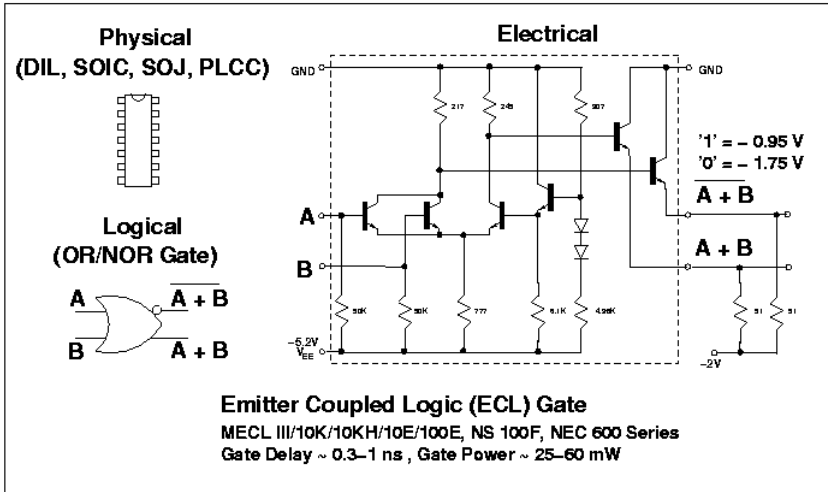 Physical
(DIL, SOIC, SOJ, PLCC)
Electrical
GND
GND
217
245
907
'1' = – 0.95 V
'0' = – 1.75 V
A + B
A
Logical
(OR/NOR Gate)
B
A + B
A
A + B
B
A + B
50K
50K
777
6.1K
4.98K
51
51
–5.2V
VEE
–2V
Emitter Coupled Logic (ECL) Gate
MECL III/10K/10KH/10E/100E, NS 100F, NEC 600 Series
Gate Delay ~ 0.3–1 ns , Gate Power ~ 25–60 mW